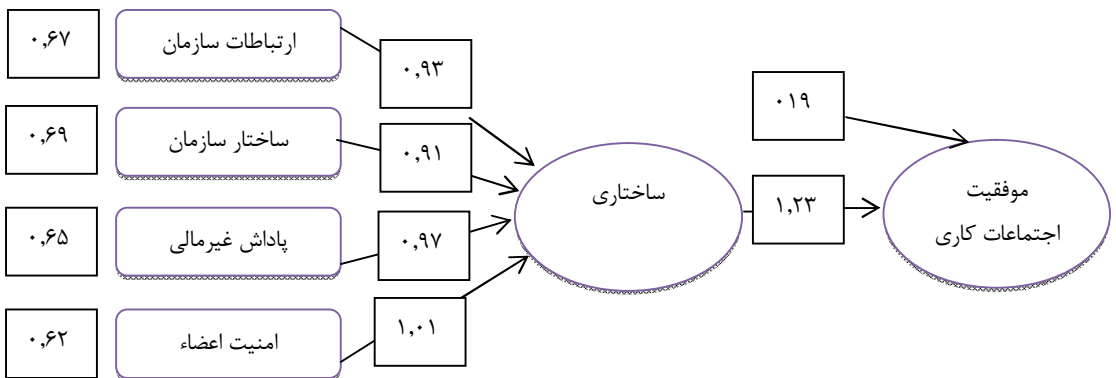 ۰,۶۷
ارتباطات سازمان
۰,۹۳
۰,۶۹
ساختار سازمان
۰,۹۱
۰,۶۵
پاداش غیرمالی
۰,۹۷
۰,۶۲
امنیت اعضاء
۱,۰۱
ساختاری
۰۱۹
۱,۲۳
موفقیت
اجتماعات کاری